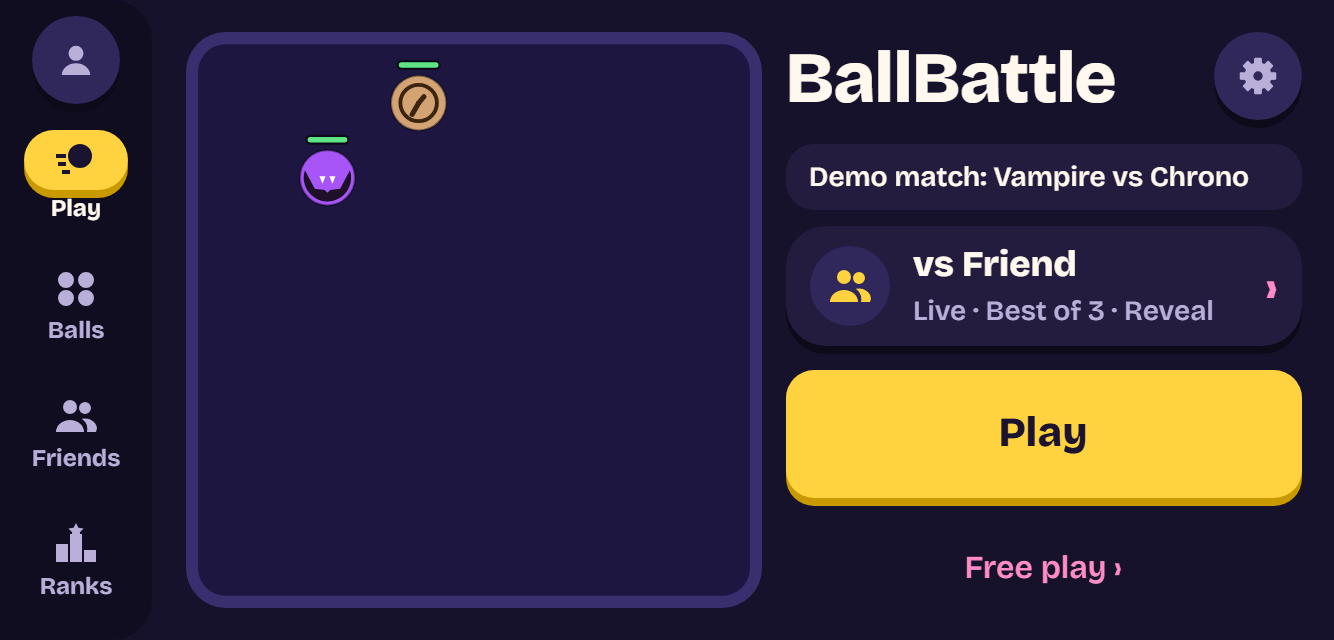 Play
Balls
Friends
Ranks
BallBattle
Demo match: Vampire vs Chrono
vs Friend
Live · Best of 3 · Reveal
›
Play
Free play ›